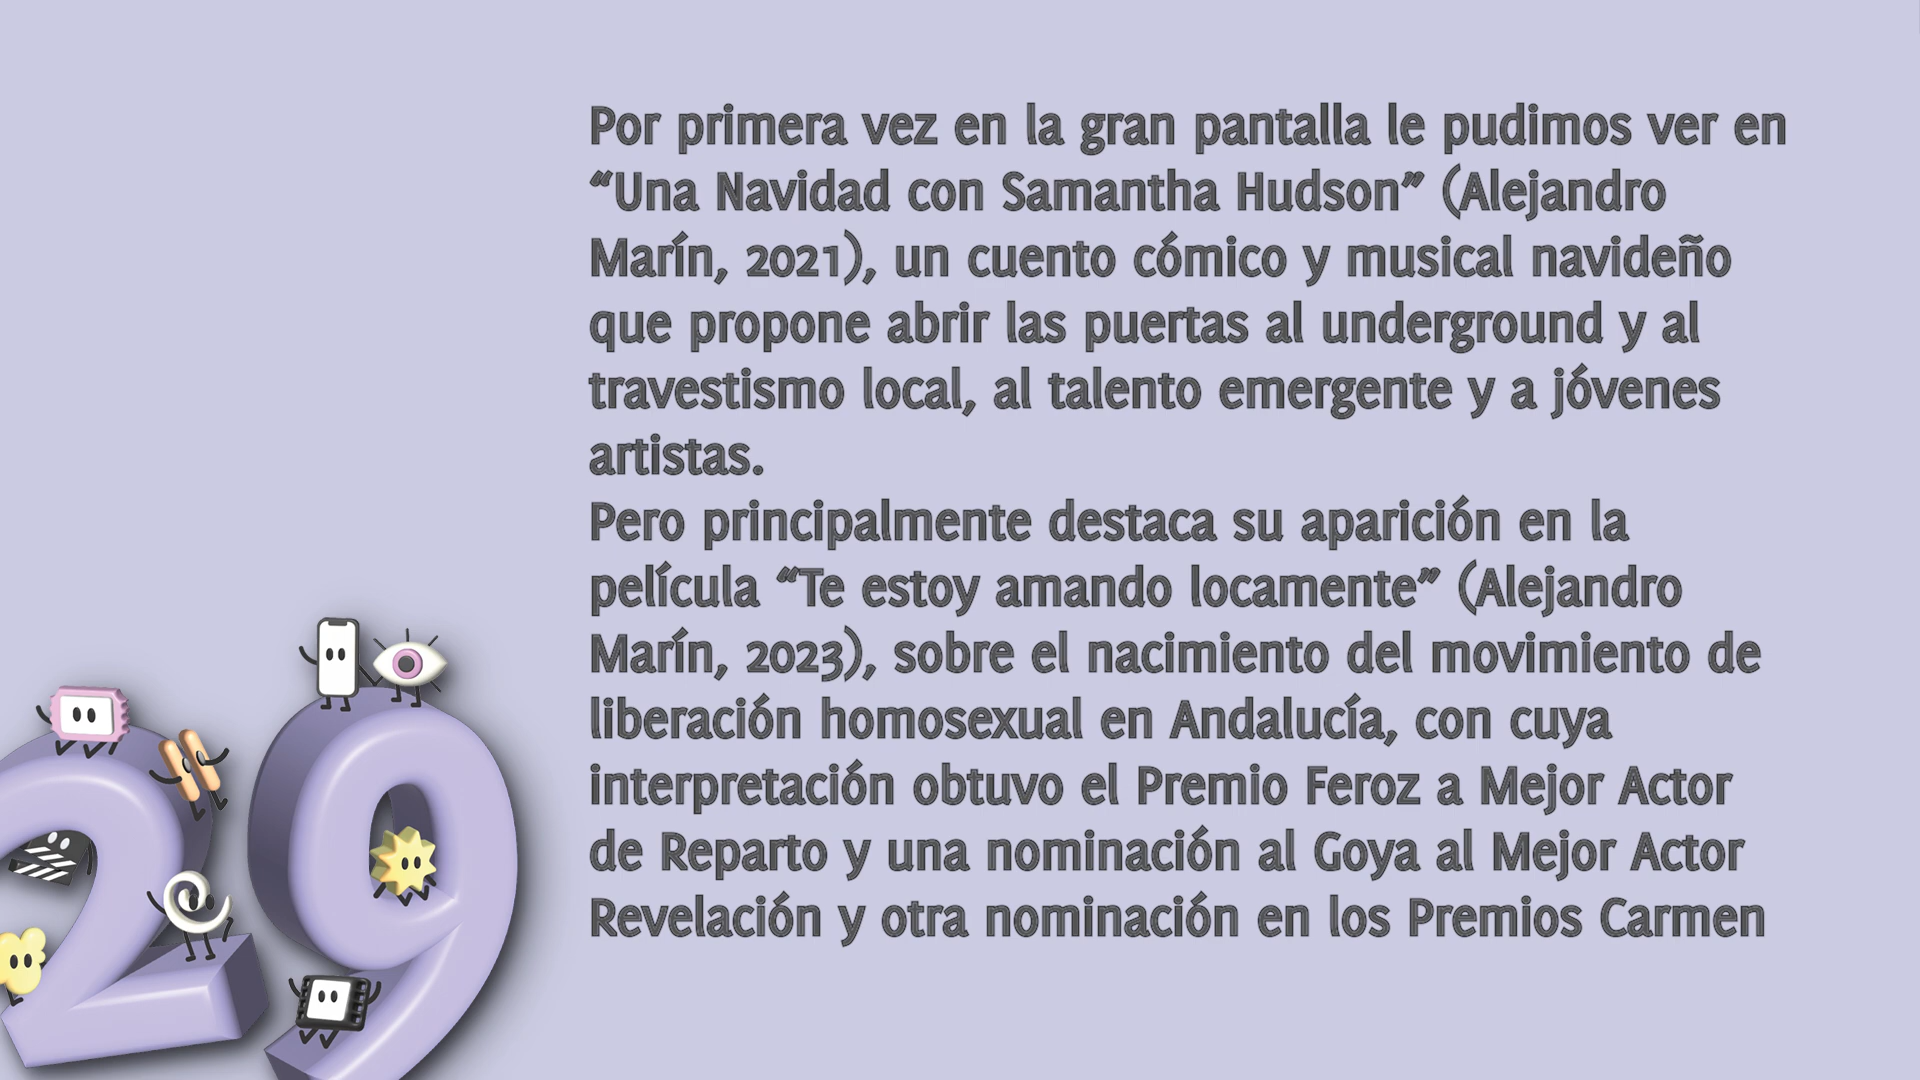 Por primera vez en la gran pantalla le pudimos ver en
“Una Navidad con Samantha Hudson” (Alejandro
Marín, 2021), un cuento cómico y musical navideño
que propone abrir las puertas al underground y al
travestismo local, al talento emergente y a jóvenes
artistas.
Pero principalmente destaca su aparición en la
película “Te estoy amando locamente” (Alejandro
Marín, 2023), sobre el nacimiento del movimiento de
liberación homosexual en Andalucía, con cuya
interpretación obtuvo el Premio Feroz a Mejor Actor
de Reparto y una nominación al Goya al Mejor Actor
Revelación y otra nominación en los Premios Carmen
29